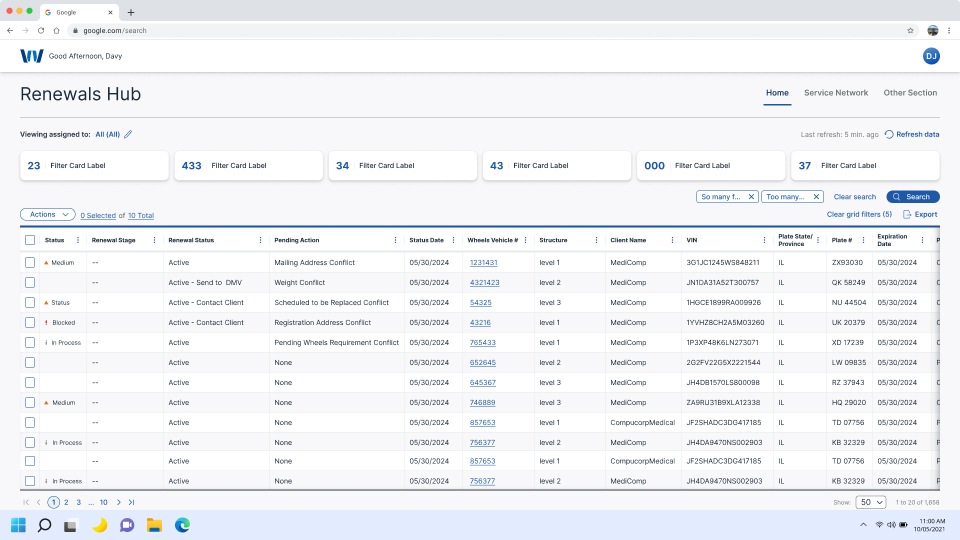 Google
google.com/search
Good Afternoon, Davy
DJ
Renewals Hub
Home Service Network Other Section
Viewing assigned to: All (All)
Last refresh: 5 min. ago Refresh data
23 Filter Card Label 433 Filter Card Label 34 Filter Card Label 43 Filter Card Label 000 Filter Card Label 37 Filter Card Label
So many f... Too many... Clear search Search
Actions 0 Selected of 10 Total Clear grid filters (5) Export
Status Renewal Stage Renewal Status Pending Action Status Date Wheels Vehicle # Structure Client Name VIN Plate State/ Province Plate # Expiration Date
Medium -- Active Mailing Address Conflict 05/30/2024 1231431 level 1 MediComp 3G1JC1245WS848211 IL ZX93030 05/30/2024
-- Active - Send to DMV Weight Conflict 05/30/2024 4321423 level 2 MediComp JN1DA31A52T300757 IL QK 58249 05/30/2024
Status -- Active - Contact Client Scheduled to be Replaced Conflict 05/30/2024 54325 level 3 MediComp 1HGCE1899RA009926 IL NU 44504 05/30/2024
Blocked -- Active - Contact Client Registration Address Conflict 05/30/2024 43216 level 1 MediComp 1YVHZ8CH2A5M03260 IL UK 20379 05/30/2024
In Process -- Active Pending Wheels Requirement Conflict 05/30/2024 765433 level 1 MediComp 1P3XP48K6LN273071 IL XD 17239 05/30/2024
-- Active None 05/30/2024 652645 level 2 MediComp 2G2FV22G5X2221544 IL LW 09835 05/30/2024
-- Active None 05/30/2024 645367 level 3 MediComp JH4DB1570LS800098 IL RZ 37943 05/30/2024
Medium -- Active None 05/30/2024 746889 level 3 MediComp ZA9RU31B9XLA12338 IL HQ 29020 05/30/2024
-- Active None 05/30/2024 857653 level 1 CompucorpMedical JF2SHADC3DG417185 IL TD 07756 05/30/2024
In Process -- Active None 05/30/2024 756377 level 2 MediComp JH4DA9470NS002903 IL KB 32329 05/30/2024
-- Active None 05/30/2024 857653 level 1 CompucorpMedical JF2SHADC3DG417185 IL TD 07756 05/30/2024
In Process -- Active None 05/30/2024 756377 level 2 MediComp JH4DA9470NS002903 IL KB 32329 05/30/2024
1 2 3 ... 10 Show: 50 1 to 20 of 1,656
11:00 AM
10/05/2021